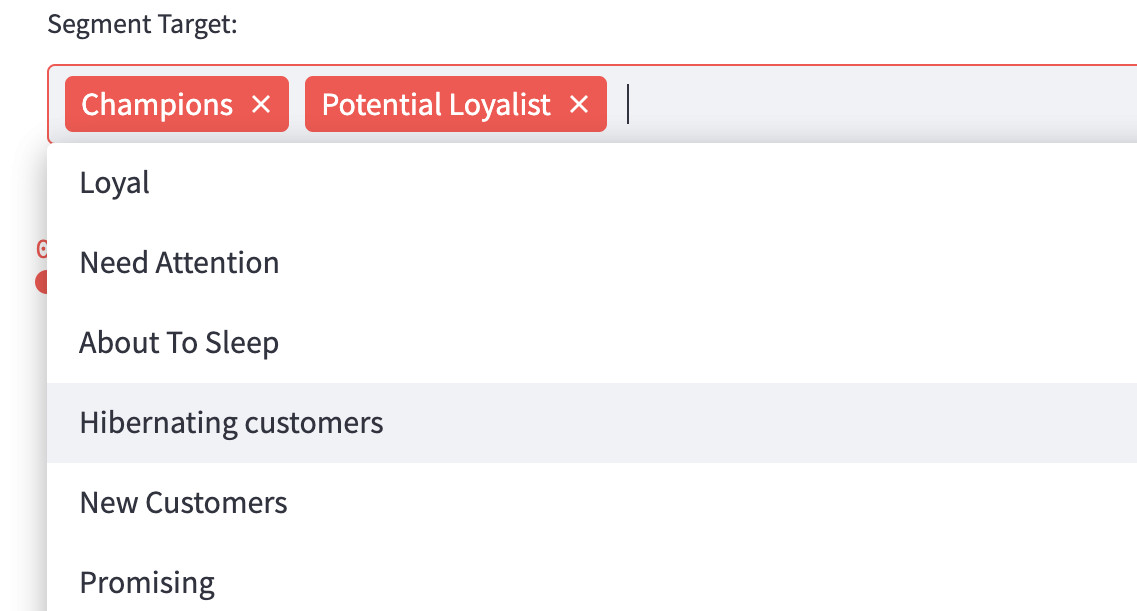 Segment Target:
Champions × Potential Loyalist ×
Loyal
Need Attention
About To Sleep
Hibernating customers
New Customers
Promising